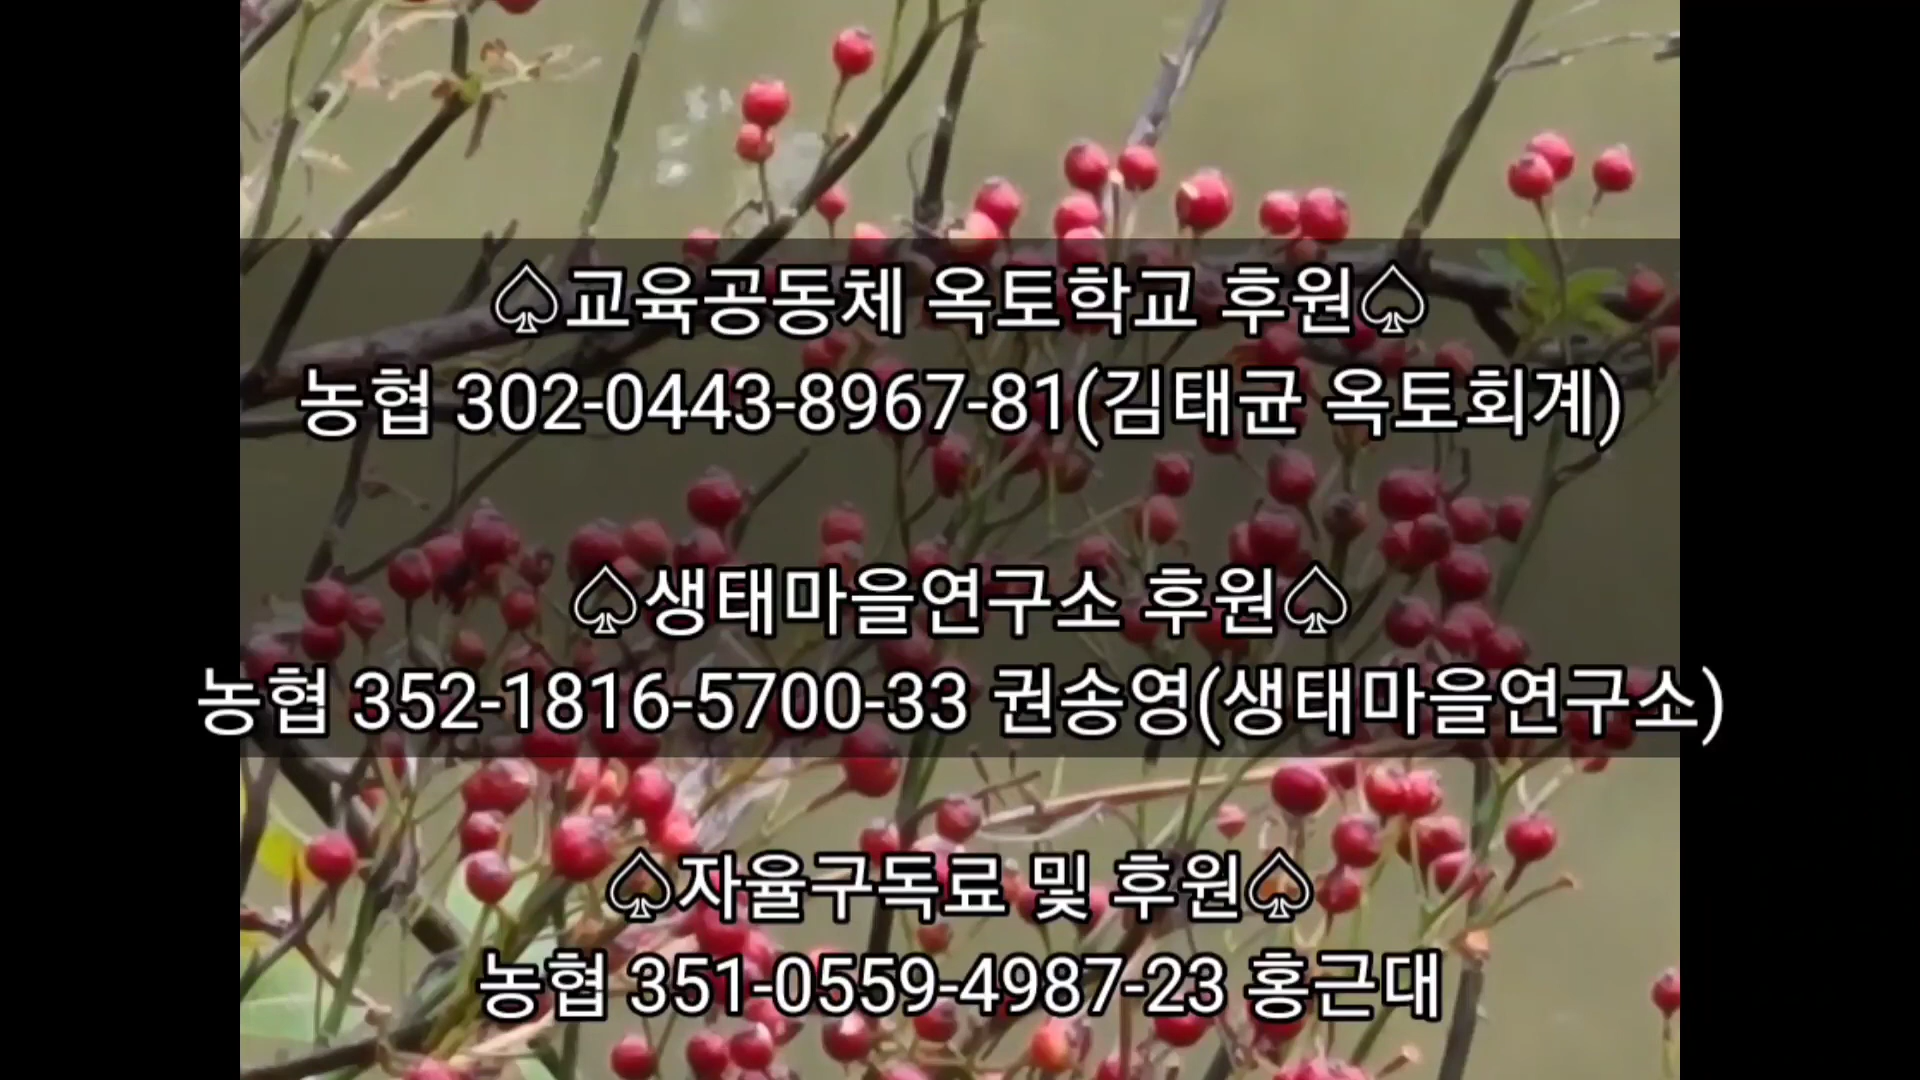 ♤교육공동체 옥토학교 후원♤
농협 302-0443-8967-81(김태균 옥토회계)
♤생태마을연구소 후원♤
농협 352-1816-5700-33 권송영(생태마을연구소)
♤자율구독료 및 후원♤
농협 351-0559-4987-23 홍근대